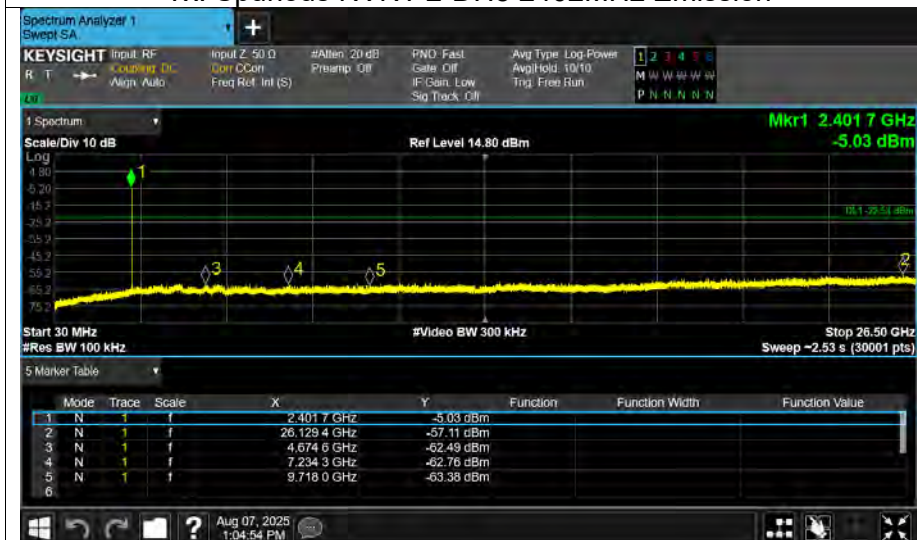 Spectrum Analyzer 1
Swept SA
KEYSIGHT Input: RF Input Z: 50 Ω #Atten: 20 dB PNO: Fast Avg Type: Log-Power 1 2 3 4 5 6
R T Coupling: DC Corr CCorr Preamp: Off Gate: Off Avg|Hold: 10/10 M W W W W W
Align: Auto Freq Ref: Int (S) IF Gain: Low Trig: Free Run
Sig Track: Off P N N N N N
1 Spectrum Mkr1 2.401 7 GHz
Scale/Div 10 dB Ref Level 14.80 dBm -5.03 dBm
Log
4.80
-5.20
-15.2
-25.2
-35.2
-45.2
-55.2
-65.2
-75.2
1
DL1 -22.54 dBm
2
3 4 5
Start 30 MHz #Video BW 300 kHz Stop 26.50 GHz
#Res BW 100 kHz Sweep ~2.53 s (30001 pts)
5 Marker Table
Mode Trace Scale X Y Function Function Width Function Value
1 N 1 f 2.401 7 GHz -5.03 dBm
2 N 1 f 26.129 4 GHz -57.11 dBm
3 N 1 f 4.674 6 GHz -62.49 dBm
4 N 1 f 7.234 3 GHz -62.76 dBm
5 N 1 f 9.718 0 GHz -63.38 dBm
6
? Aug 07, 2025
1:04:54 PM